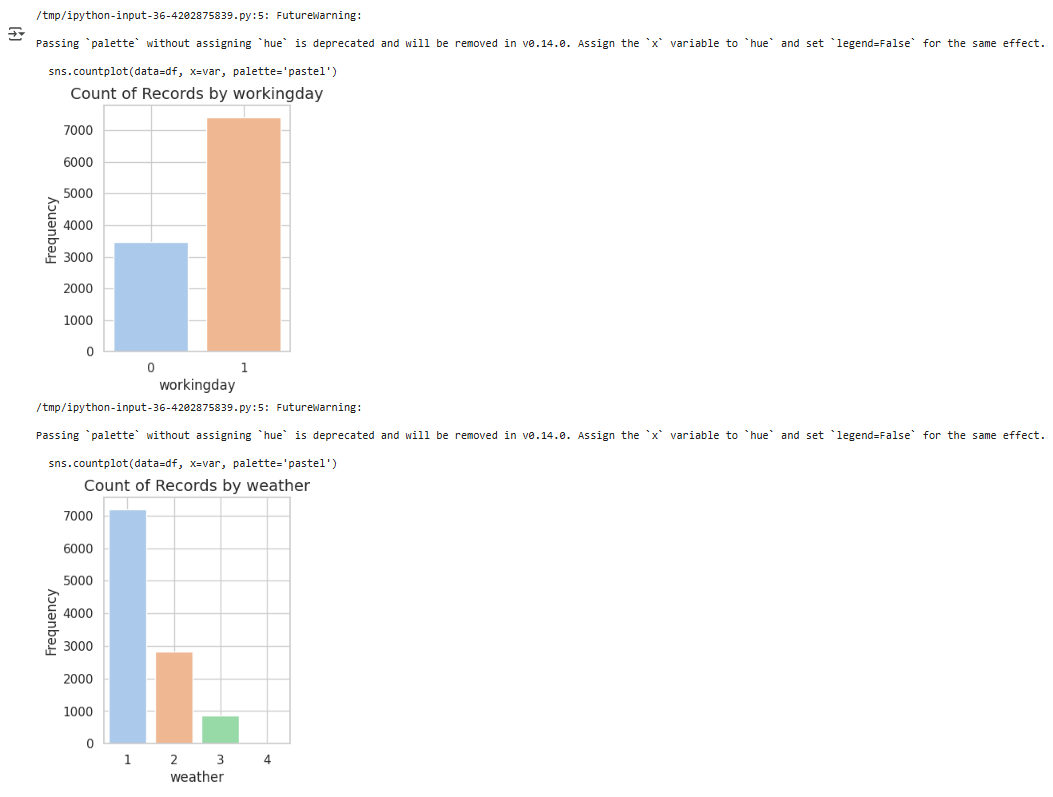 /tmp/ipython-input-36-4202875839.py:5: FutureWarning:
Passing `palette` without assigning `hue` is deprecated and will be removed in v0.14.0. Assign the `x` variable to `hue` and set `legend=False` for the same effect.
sns.countplot(data=df, x=var, palette='pastel')
Count of Records by workingday
7000
6000
5000
4000
3000
2000
1000
0
Frequency
0 1
workingday
/tmp/ipython-input-36-4202875839.py:5: FutureWarning:
Passing `palette` without assigning `hue` is deprecated and will be removed in v0.14.0. Assign the `x` variable to `hue` and set `legend=False` for the same effect.
sns.countplot(data=df, x=var, palette='pastel')
Count of Records by weather
7000
6000
5000
4000
3000
2000
1000
0
Frequency
1 2 3 4
weather